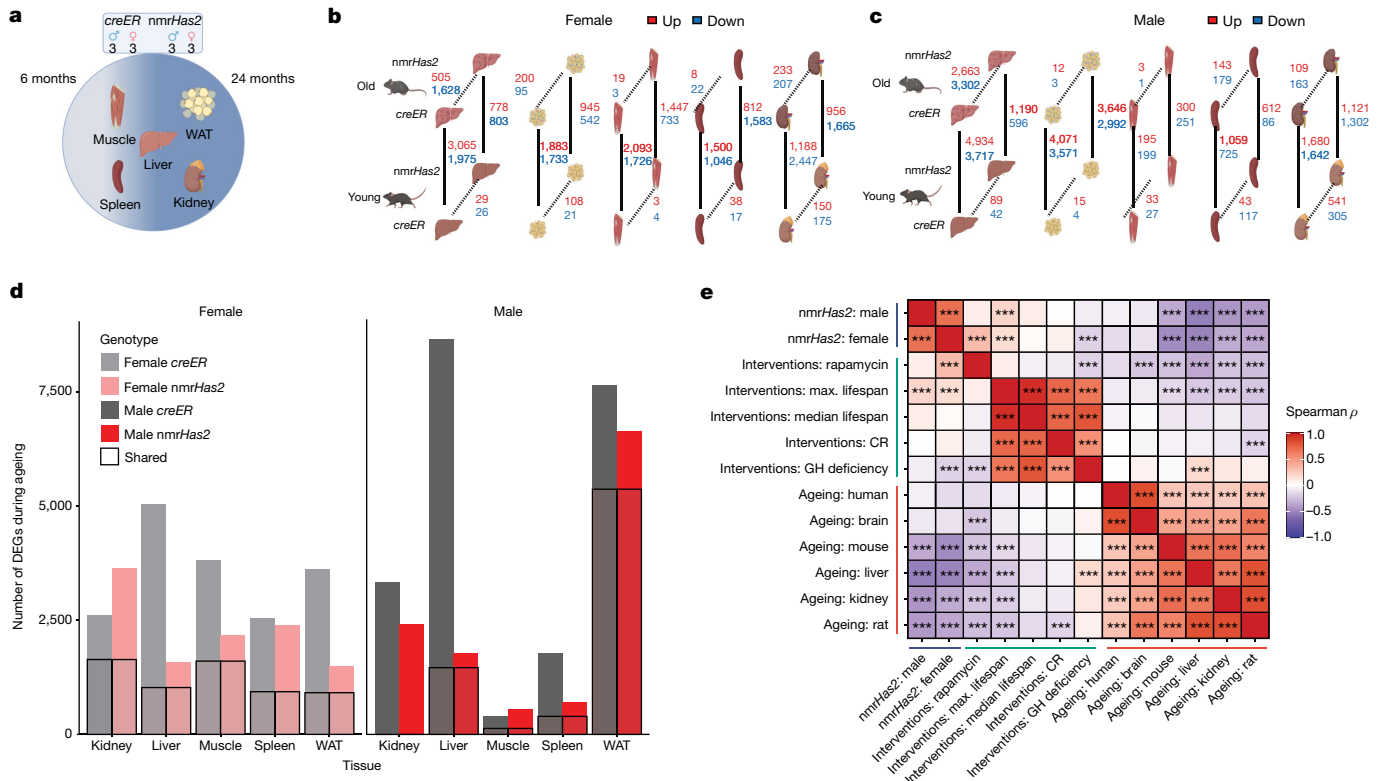 a
creER nmrHas2
♂ ♀ ♂ ♀
3 3 3 3
6 months
24 months
Muscle
WAT
Liver
Spleen
Kidney
b
Female
Up
Down
nmrHas2
Old
creER
nmrHas2
Young
creER
505
1,628
778
803
3,065
1,975
29
26
200
95
945
542
1,883
1,733
108
21
19
3
1,447
733
2,093
1,726
3
4
8
22
812
1,583
1,500
1,046
38
17
233
207
956
1,665
1,188
2,447
150
175
c
Male
Up
Down
nmrHas2
Old
creER
nmrHas2
Young
creER
2,663
3,302
1,190
596
4,934
3,717
89
42
12
3
3,646
2,992
4,071
3,571
15
4
3
1
300
251
195
199
33
27
143
179
612
86
1,059
725
43
117
109
163
1,121
1,302
1,680
1,642
541
305
d
Female
Male
Genotype
Female creER
Female nmrHas2
Male creER
Male nmrHas2
Shared
Number of DEGs during ageing
7,500
5,000
2,500
0
Kidney Liver Muscle Spleen WAT
Kidney Liver Muscle Spleen WAT
Tissue
e
nmrHas2: male
*** *** *** *** *** *** ***
nmrHas2: female
*** *** *** *** *** *** *** ***
Interventions: rapamycin
*** *** *** *** *** *** ***
Interventions: max. lifespan
*** *** *** *** *** *** *** *** ***
Interventions: median lifespan
*** *** ***
Interventions: CR
*** *** *** ***
Interventions: GH deficiency
*** *** *** *** *** ***
Ageing: human
*** *** *** *** ***
Ageing: brain
*** *** *** *** *** ***
Ageing: mouse
*** *** *** *** *** *** *** *** ***
Ageing: liver
*** *** *** *** *** *** *** *** *** ***
Ageing: kidney
*** *** *** *** *** *** *** *** ***
Ageing: rat
*** *** *** *** *** *** *** *** *** ***
nmrHas2: male
nmrHas2: female
Interventions: rapamycin
Interventions: max. lifespan
Interventions: median lifespan
Interventions: CR
Interventions: GH deficiency
Ageing: human
Ageing: brain
Ageing: mouse
Ageing: liver
Ageing: kidney
Ageing: rat
Spearman ρ
1.0
0.5
0
−0.5
−1.0